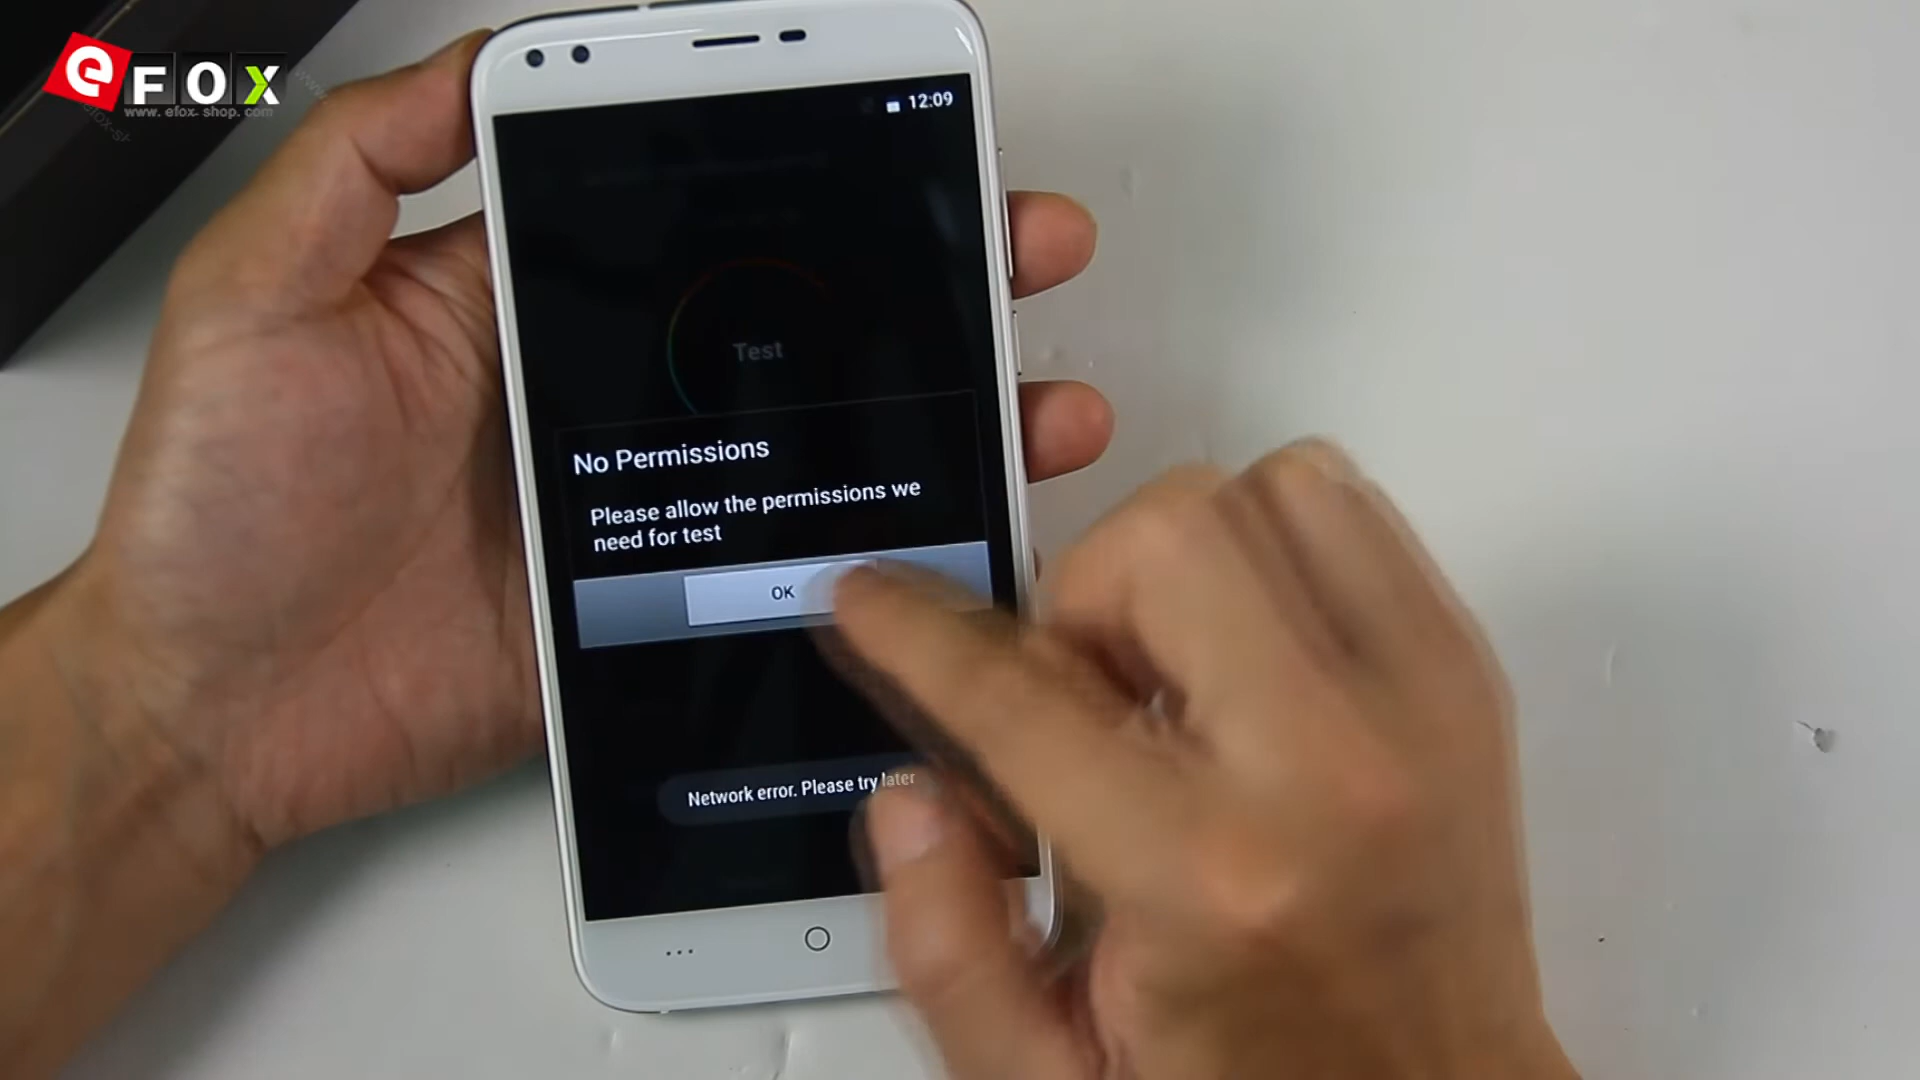 eFOX
www. efox-shop.com
12:09
Test
No Permissions
Please allow the permissions we
need for test
OK
Network error. Please try later